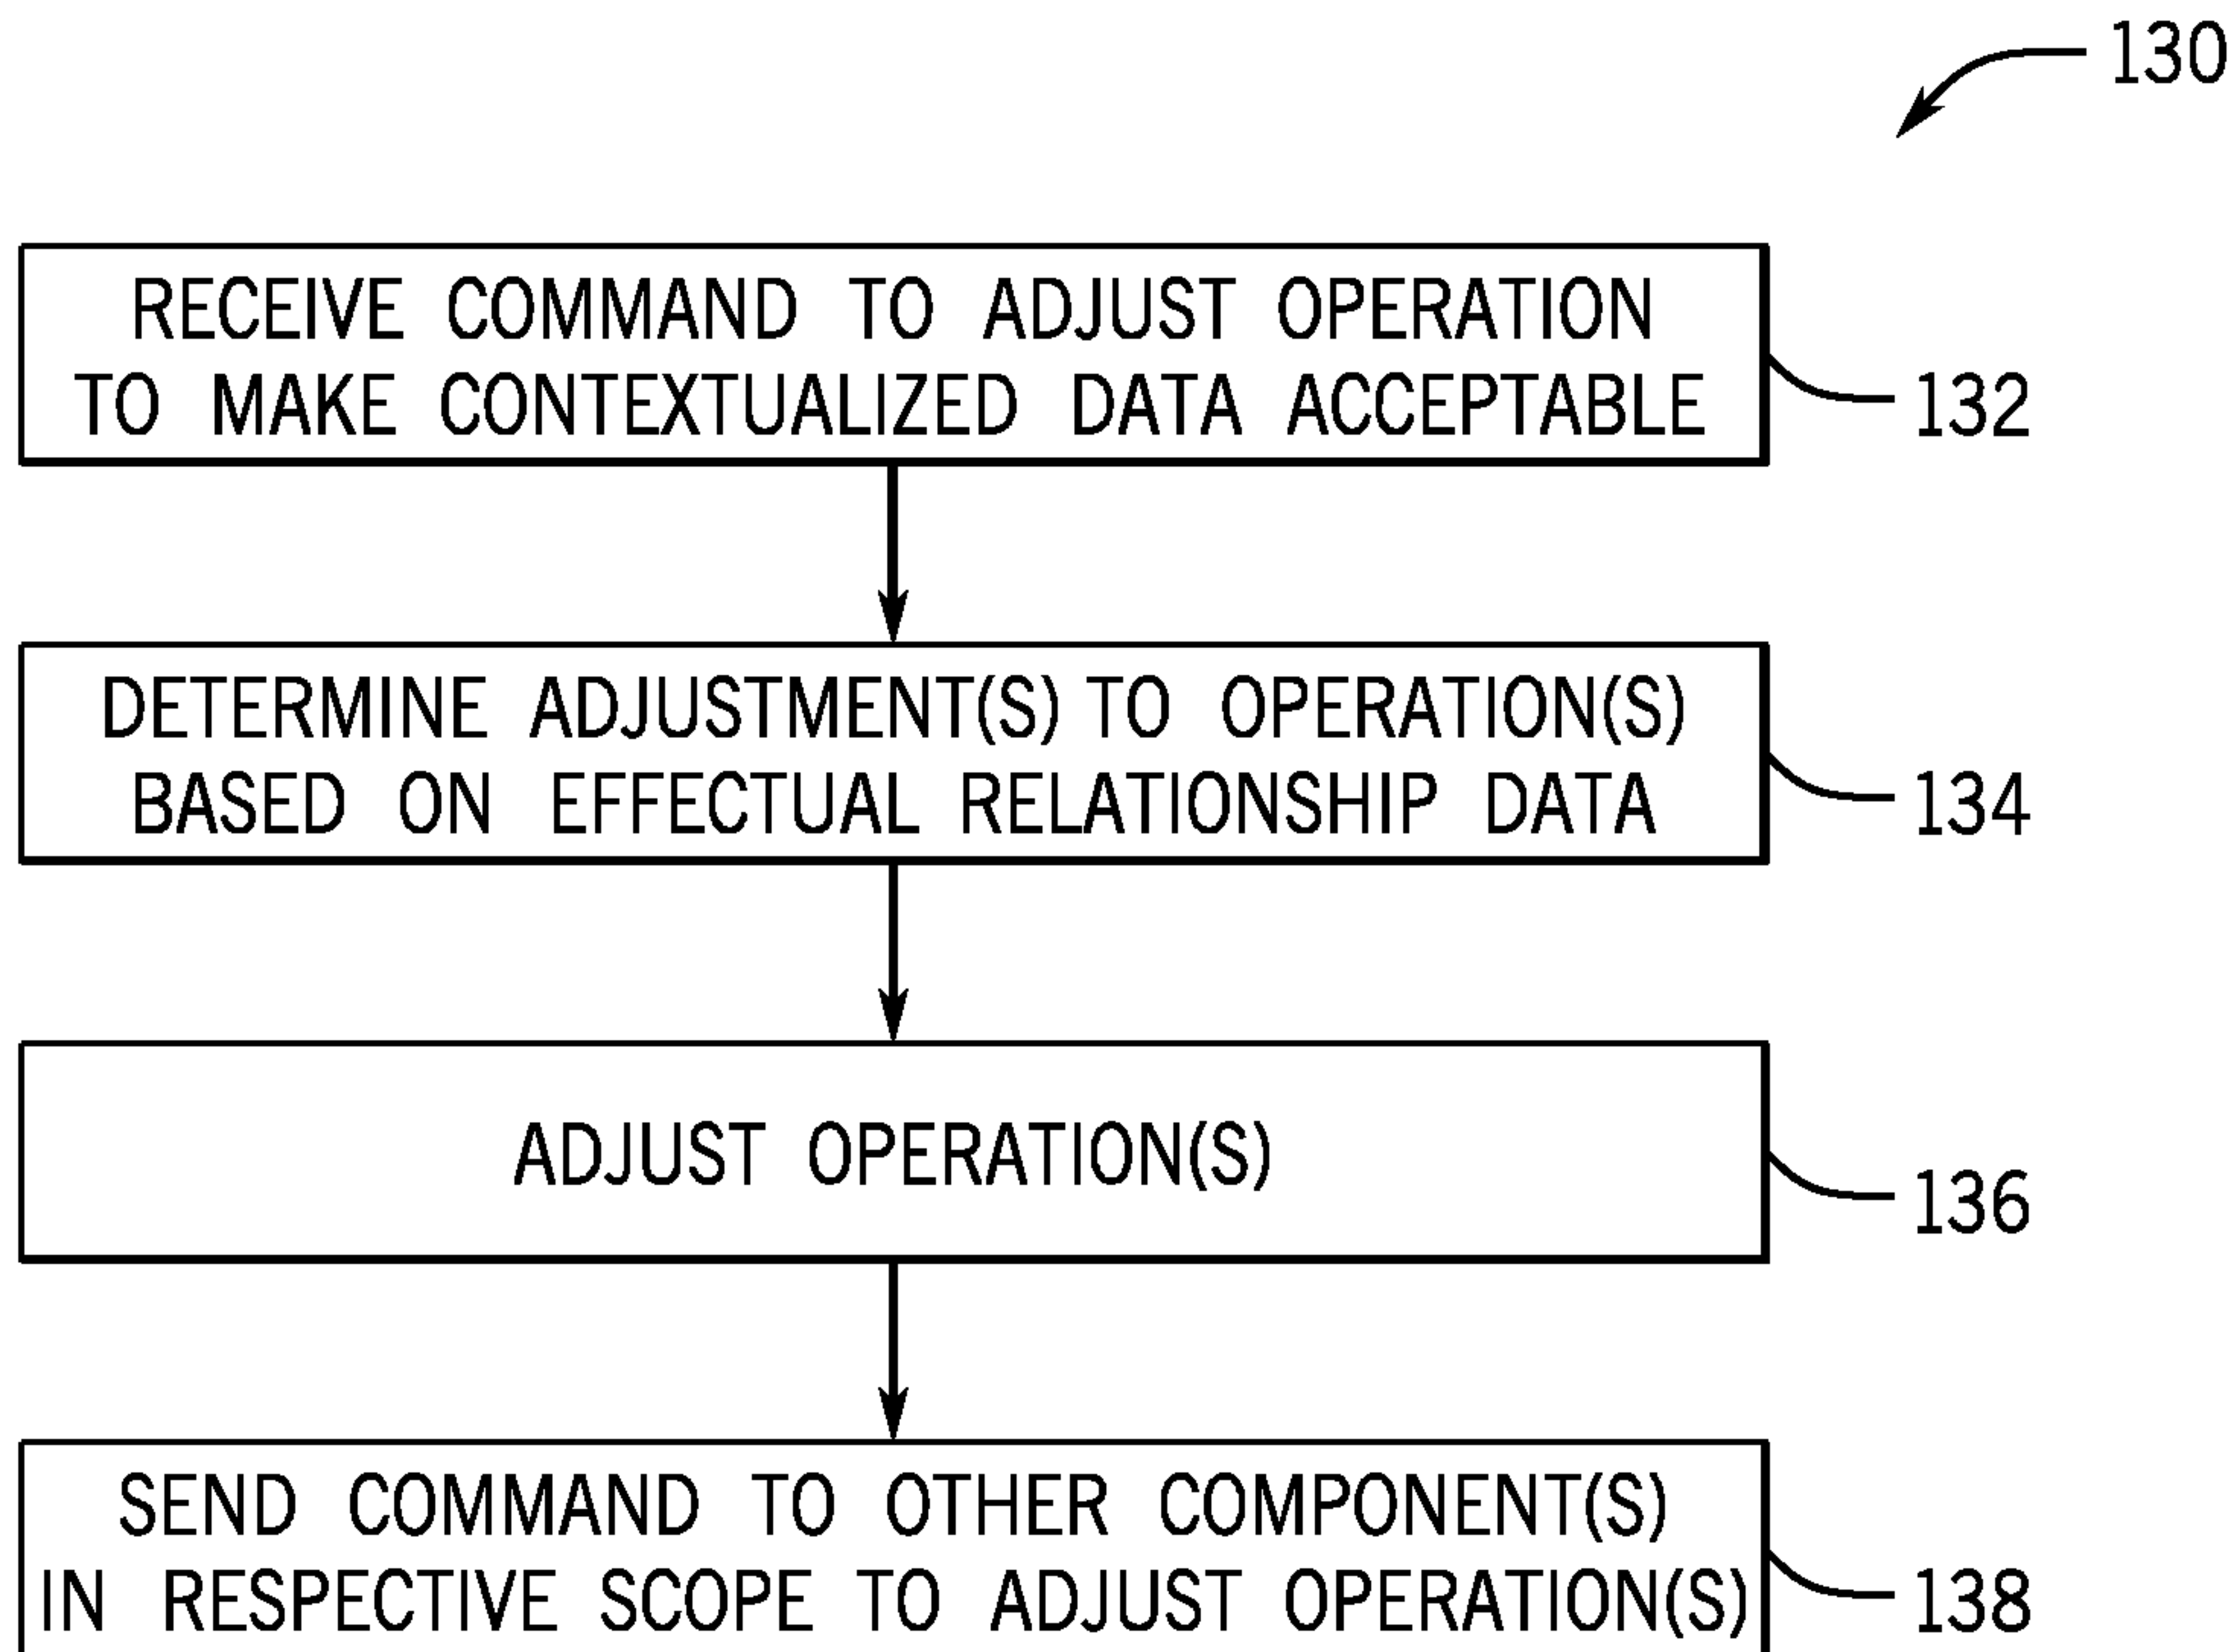 130
RECEIVE COMMAND TO ADJUST OPERATION
TO MAKE CONTEXTUALIZED DATA ACCEPTABLE
132
DETERMINE ADJUSTMENT(S) TO OPERATION(S)
BASED ON EFFECTUAL RELATIONSHIP DATA
134
ADJUST OPERATION(S)
136
SEND COMMAND TO OTHER COMPONENT(S)
IN RESPECTIVE SCOPE TO ADJUST OPERATION(S)
138